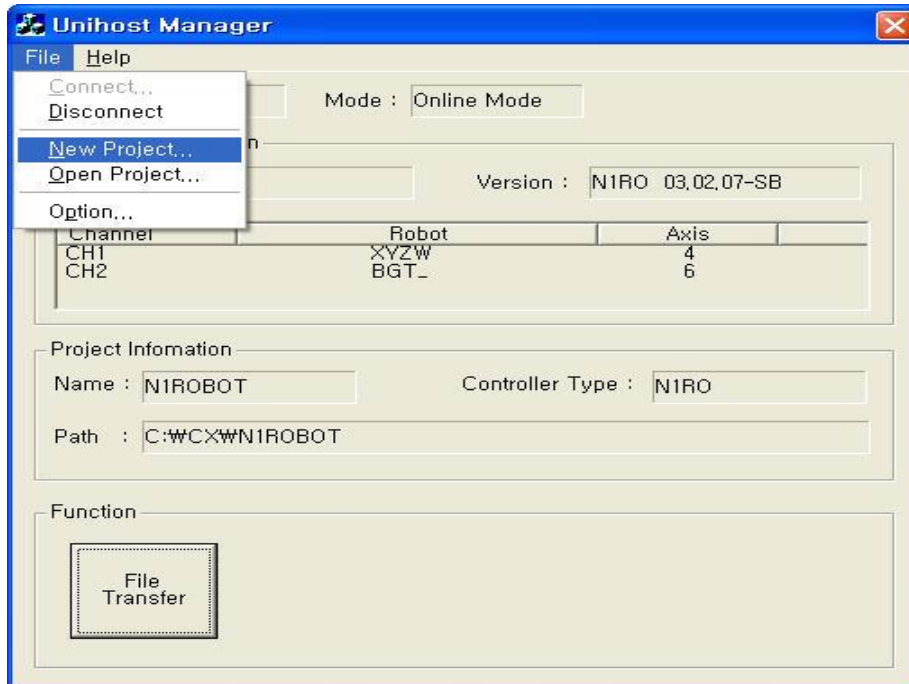 Unihost Manager
File Help
Connect...
Disconnect
New Project...
Open Project...
Option...
Mode : Online Mode
n
Version : N1RO 03.02.07-SB
Channel Robot Axis
CH1 XYZW 4
CH2 BGT_ 6
Project Infomation
Name : N1ROBOT Controller Type : N1RO
Path : C:₩CX₩N1ROBOT
Function
File
Transfer